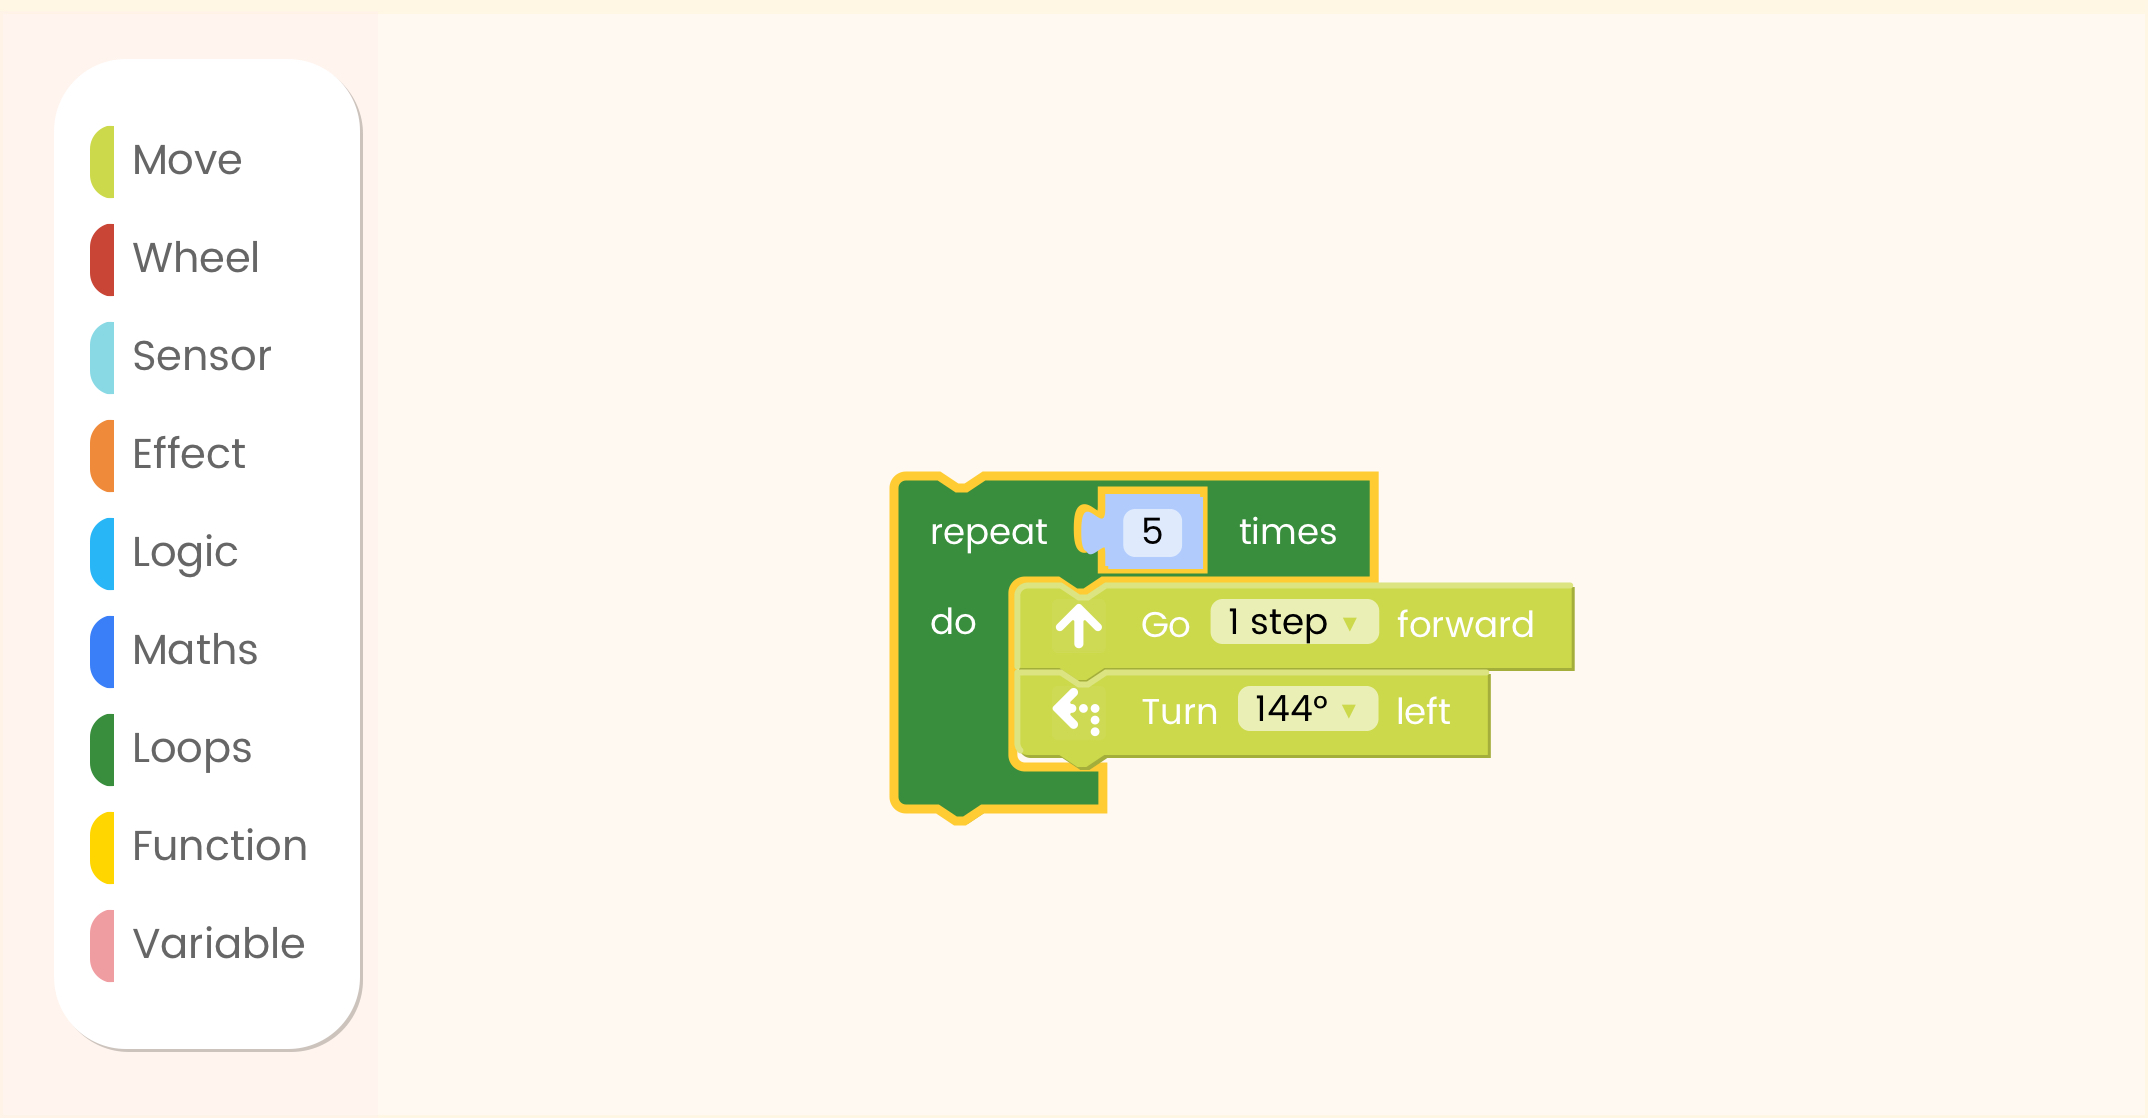 Move
Wheel
Sensor
Effect
Logic
Maths
Loops
Function
Variable
repeat 5 times
do Go 1 step forward
Turn 144° left